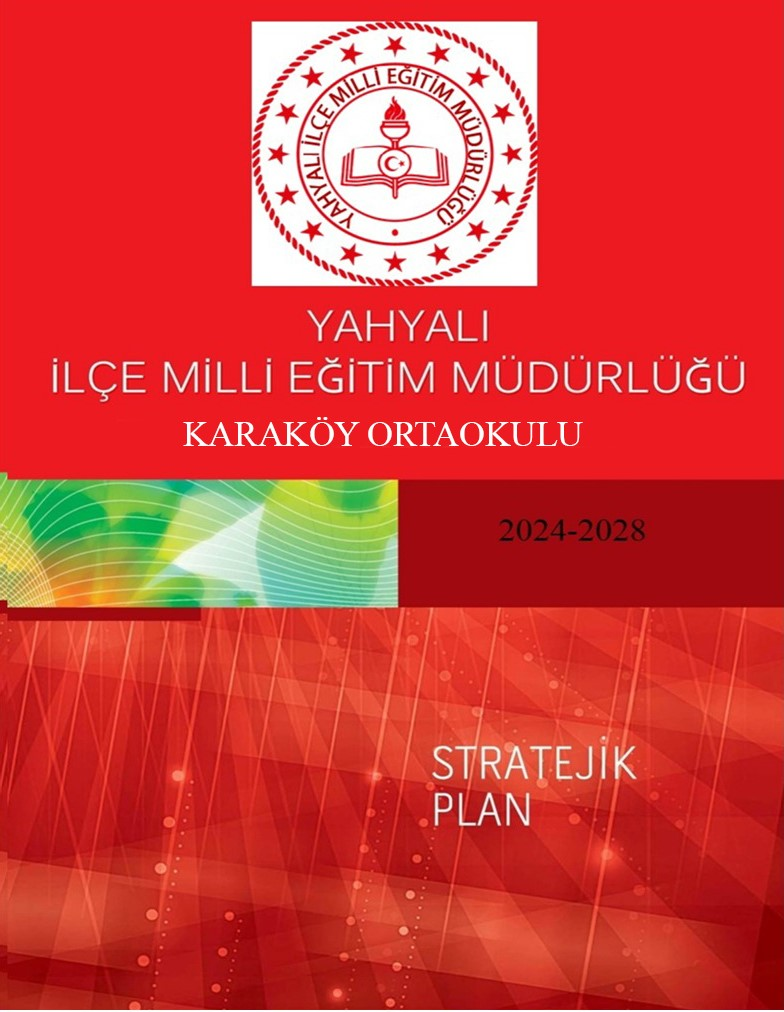 YAHYALI İLÇE MİLLİ EĞİTİM MÜDÜRLÜĞÜ
YAHYALI
İLÇE MİLLİ EĞİTİM MÜDÜRLÜĞÜ
KARAKÖY ORTAOKULU
2024-2028
STRATEJİK
PLAN